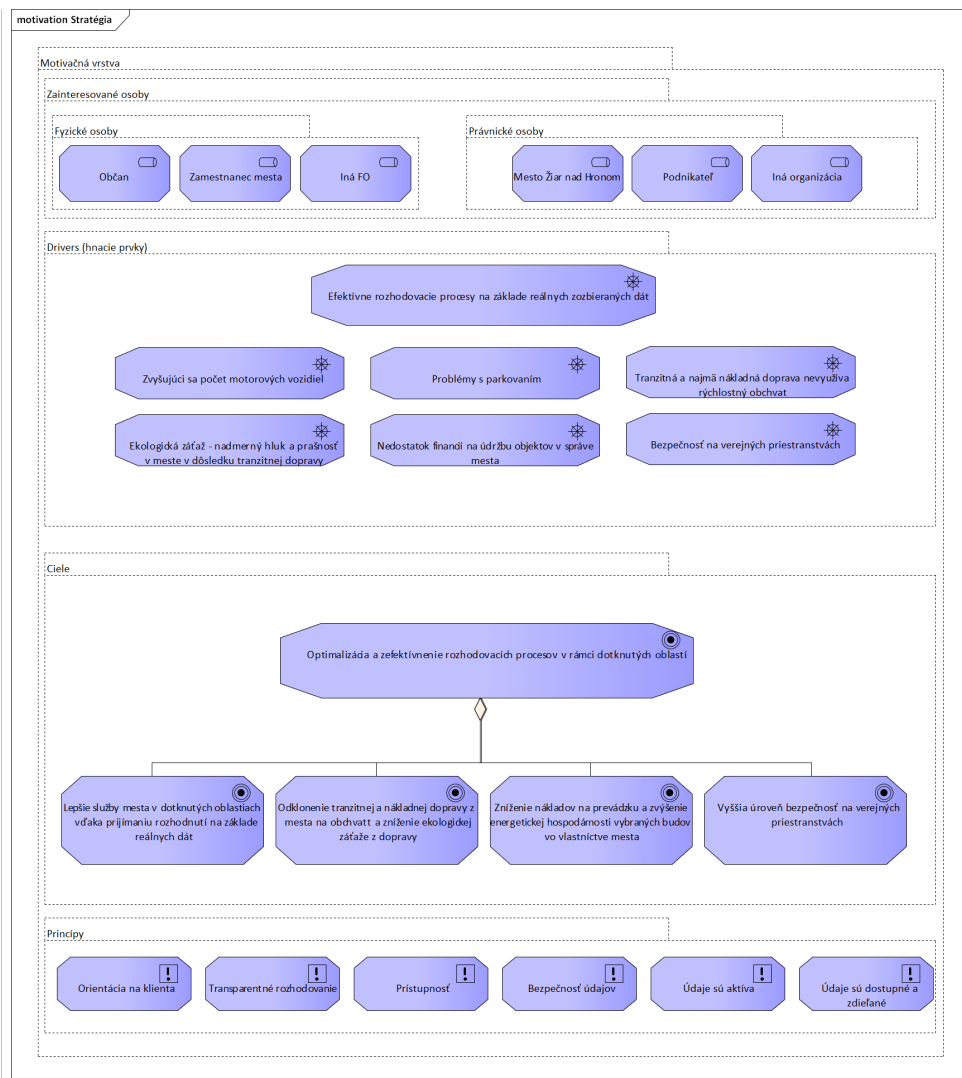 motivation Stratégia
Motivačná vrstva
Zainteresované osoby
Fyzické osoby
Právnické osoby
Občan
Zamestnanec mesta
Iná FO
Mesto Žiar nad Hronom
Podnikateľ
Iná organizácia
Drivers (hnacie prvky)
Efektívne rozhodovacie procesy na základe reálnych zozbieraných dát
Zvyšujúci sa počet motorových vozidiel
Problémy s parkovaním
Tranzitná a najmä nákladná doprava nevyužíva
rýchlostný obchvat
Ekologická záťaž - nadmerný hluk a prašnosť
v meste v dôsledku tranzitnej dopravy
Nedostatok financií na údržbu objektov v správe
mesta
Bezpečnosť na verejných priestranstvách
Ciele
Optimalizácia a zefektívnenie rozhodovacích procesov v rámci dotknutých oblastí
Lepšie služby mesta v dotknutých oblastiach
vďaka prijímaniu rozhodnutí na základe
reálnych dát
Odklonenie tranzitnej a nákladnej dopravy z
mesta na obchvatt a zníženie ekologickej
záťaže z dopravy
Zníženie nákladov na prevádzku a zvýšenie
energetickej hospodárnosti vybraných budov
vo vlastníctve mesta
Vyššia úroveň bezpečnosť na verejných
priestranstvách
Princípy
Orientácia na klienta
Transparentné rozhodovanie
Prístupnosť
Bezpečnosť údajov
Údaje sú aktíva
Údaje sú dostupné a
zdieľané